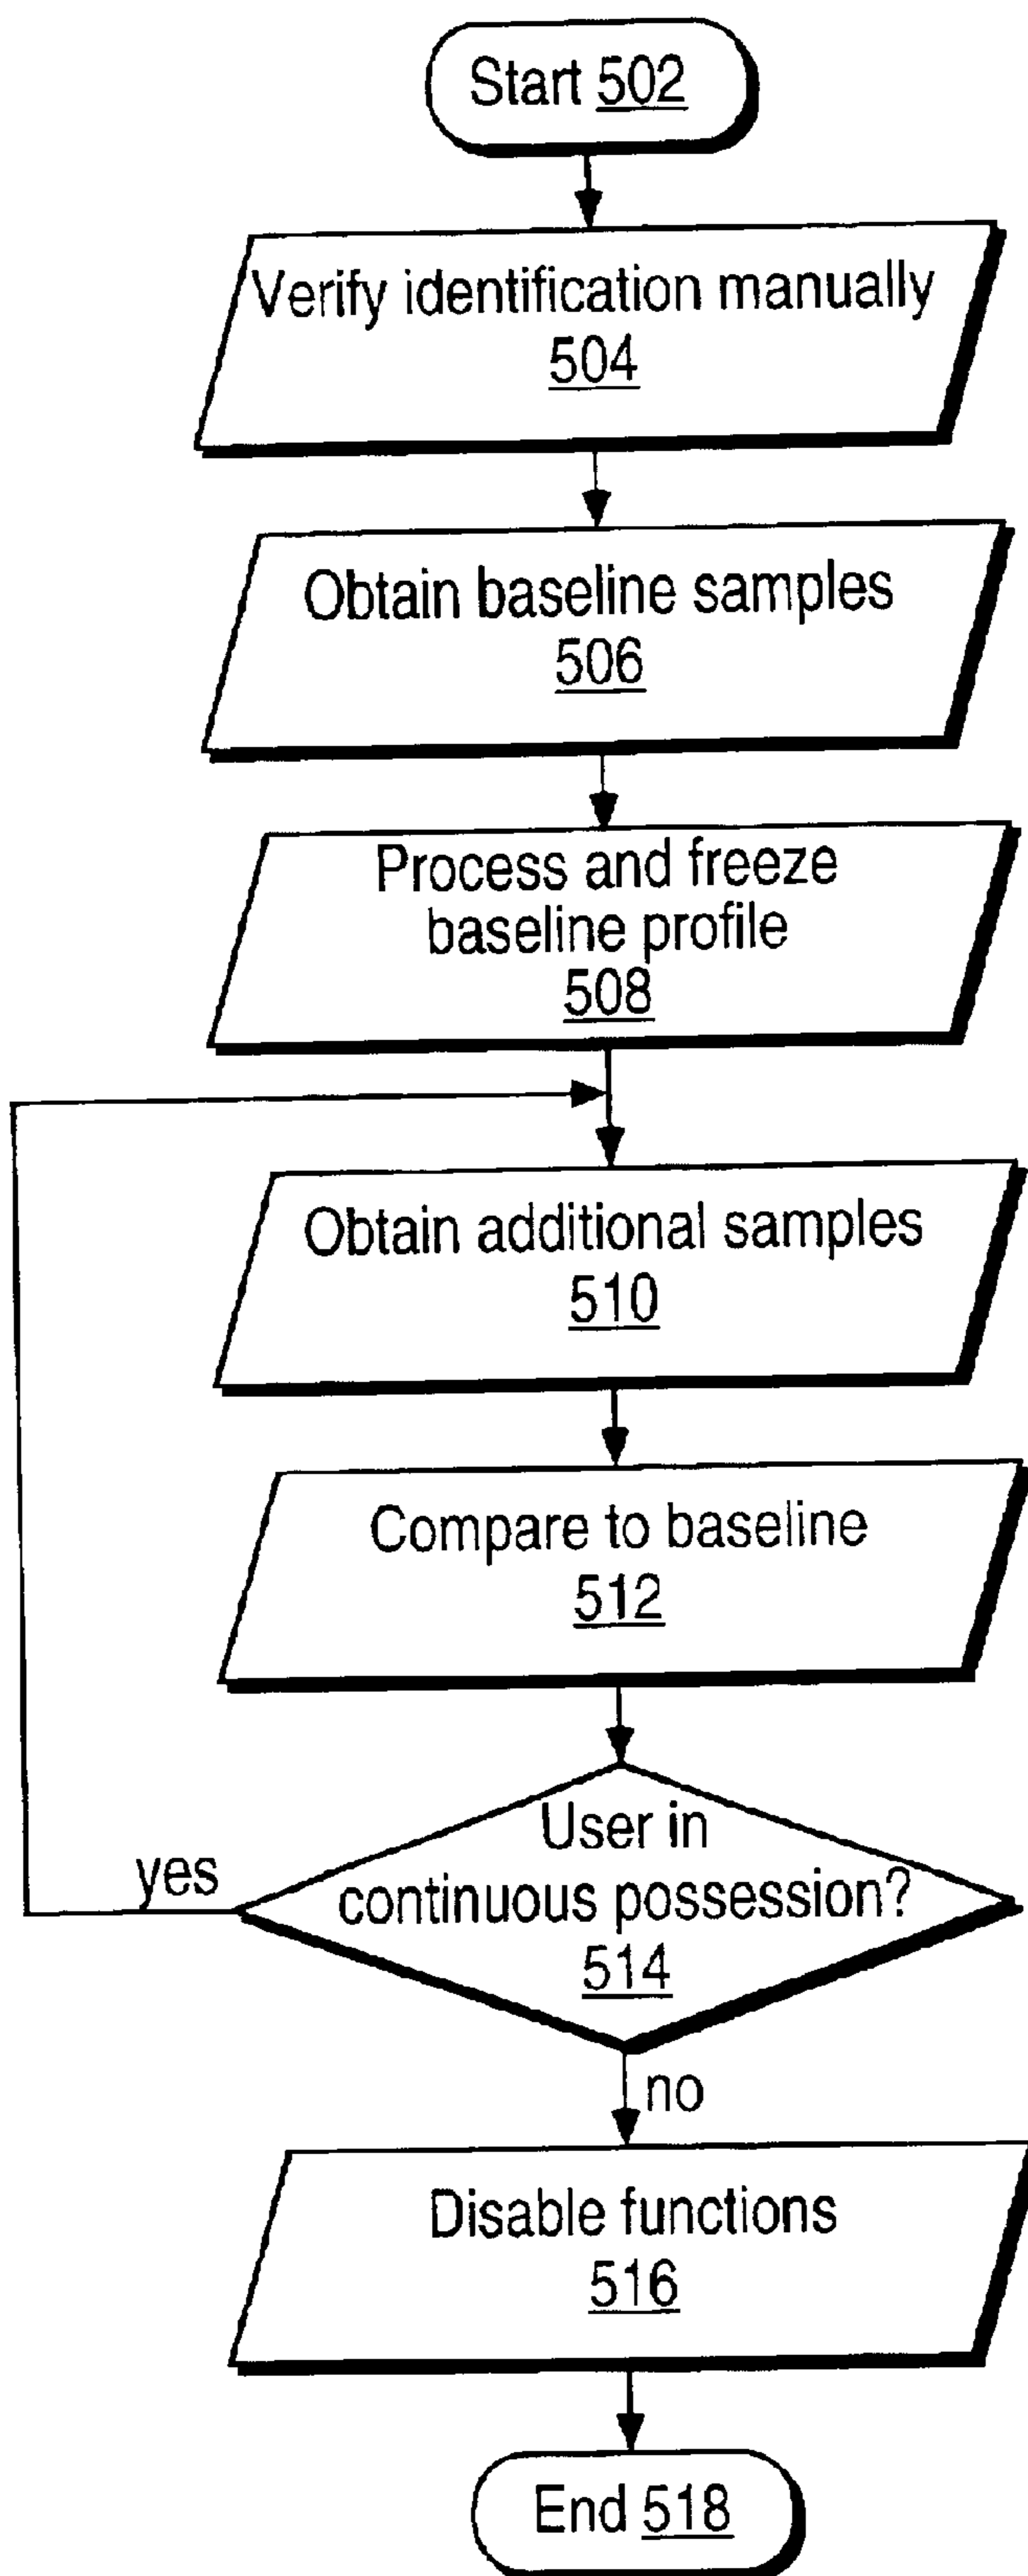 Start 502
Verify identification manually
504
Obtain baseline samples
506
Process and freeze
baseline profile
508
Obtain additional samples
510
Compare to baseline
512
User in
continuous possession?
514
yes
no
Disable functions
516
End 518